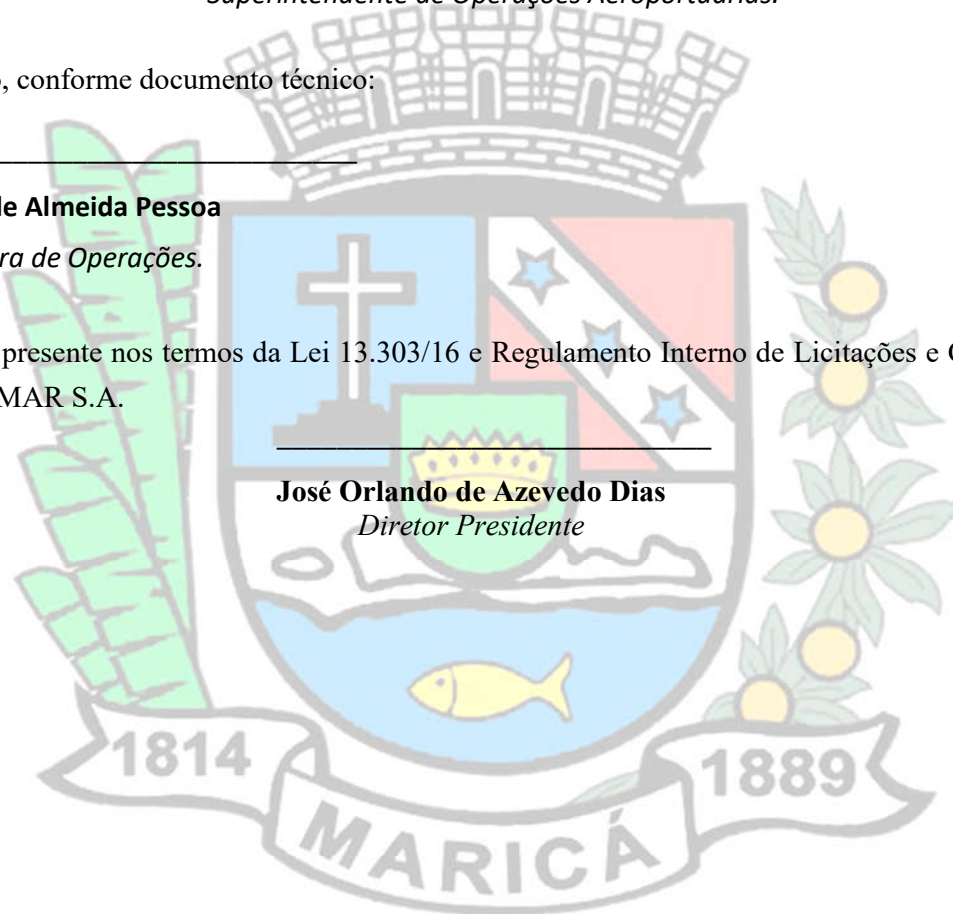 Superintendente de Operações Aeroportuárias.
, conforme documento técnico:
de Almeida Pessoa
ra de Operações.
presente nos termos da Lei 13.303/16 e Regulamento Interno de Licitações e
MAR S.A.
José Orlando de Azevedo Dias
Diretor Presidente
1814
1889
MARICÁ